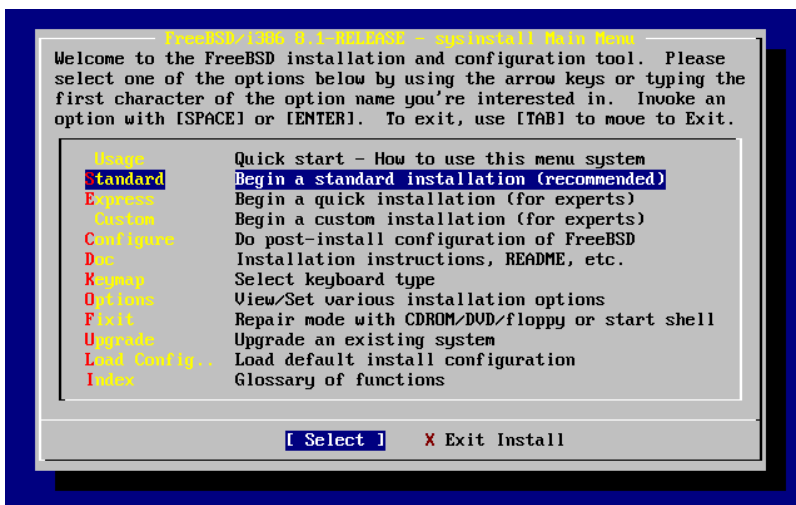 FreeBSD/i386 8.1-RELEASE - sysinstall Main Menu
Welcome to the FreeBSD installation and configuration tool.  Please
select one of the options below by using the arrow keys or typing the
first character of the option name you're interested in.  Invoke an
option with [SPACE] or [ENTER].  To exit, use [TAB] to move to Exit.
Usage Quick start - How to use this menu system
Standard Begin a standard installation (recommended)
Express Begin a quick installation (for experts)
Custom Begin a custom installation (for experts)
Configure Do post-install configuration of FreeBSD
Doc Installation instructions, README, etc.
Keymap Select keyboard type
Options View/Set various installation options
Fixit Repair mode with CDROM/DVD/floppy or start shell
Upgrade Upgrade an existing system
Load Config.. Load default install configuration
Index Glossary of functions
[ Select ] X Exit Install